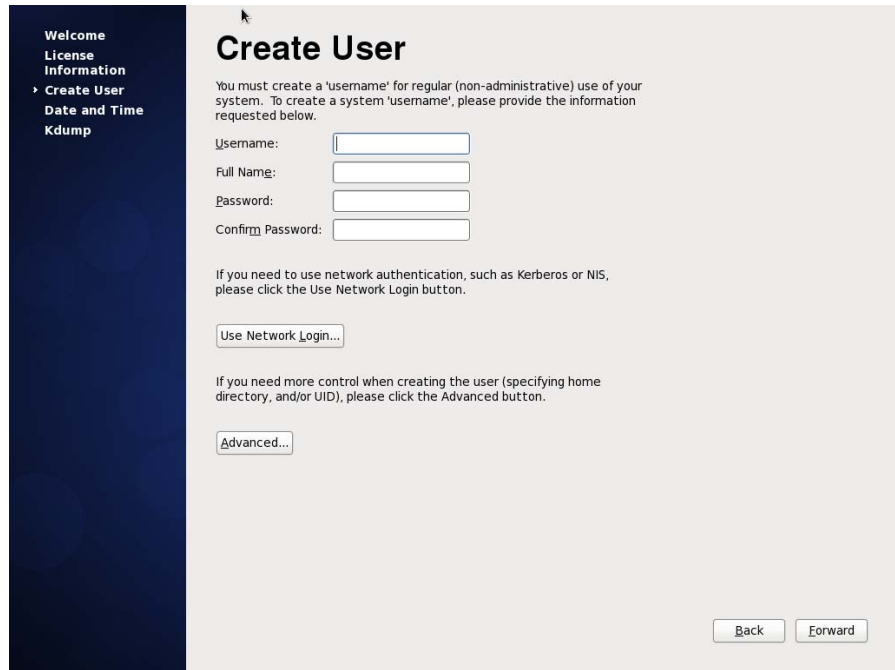 Welcome
License
Information
Create User
Date and Time
Kdump
Create User
You must create a 'username' for regular (non-administrative) use of your
system. To create a system 'username', please provide the information
requested below.
Username:
Full Name:
Password:
Confirm Password:
If you need to use network authentication, such as Kerberos or NIS,
please click the Use Network Login button.
Use Network Login...
If you need more control when creating the user (specifying home
directory, and/or UID), please click the Advanced button.
Advanced...
Back
Forward